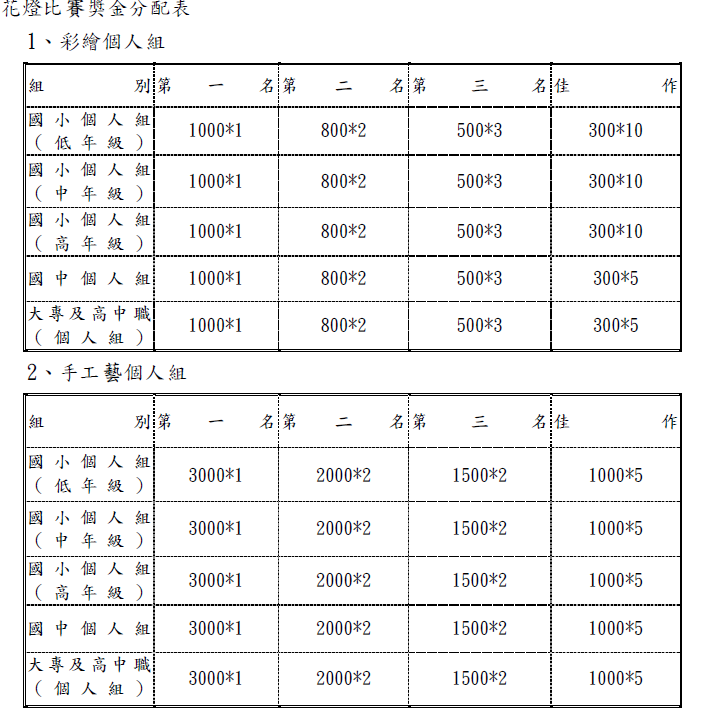 花燈比賽獎金分配表
1、彩繪個人組
組別 第一名 第二名 第三名 佳作
國小個人組
(低年級) 1000*1 800*2 500*3 300*10
國小個人組
(中年級) 1000*1 800*2 500*3 300*10
國小個人組
(高年級) 1000*1 800*2 500*3 300*10
國中個人組 1000*1 800*2 500*3 300*5
大專及高中職
(個人組) 1000*1 800*2 500*3 300*5
2、手工藝個人組
組別 第一名 第二名 第三名 佳作
國小個人組
(低年級) 3000*1 2000*2 1500*2 1000*5
國小個人組
(中年級) 3000*1 2000*2 1500*2 1000*5
國小個人組
(高年級) 3000*1 2000*2 1500*2 1000*5
國中個人組 3000*1 2000*2 1500*2 1000*5
大專及高中職
(個人組) 3000*1 2000*2 1500*2 1000*5